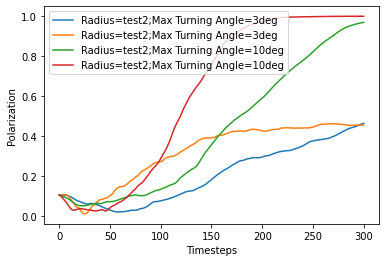 1.0
0.8
0.6
0.4
0.2
0.0
Polarization
Radius=test2;Max Turning Angle=3deg
Radius=test2;Max Turning Angle=3deg
Radius=test2;Max Turning Angle=10deg
Radius=test2;Max Turning Angle=10deg
0 50 100 150 200 250 300
Timesteps